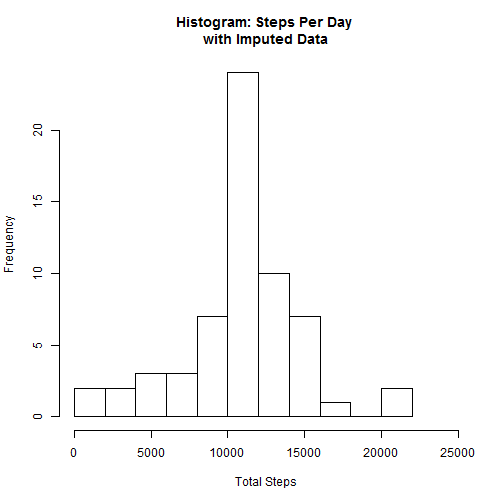 Histogram: Steps Per Day
with Imputed Data
Frequency
20
15
10
5
0
0 5000 10000 15000 20000 25000
Total Steps